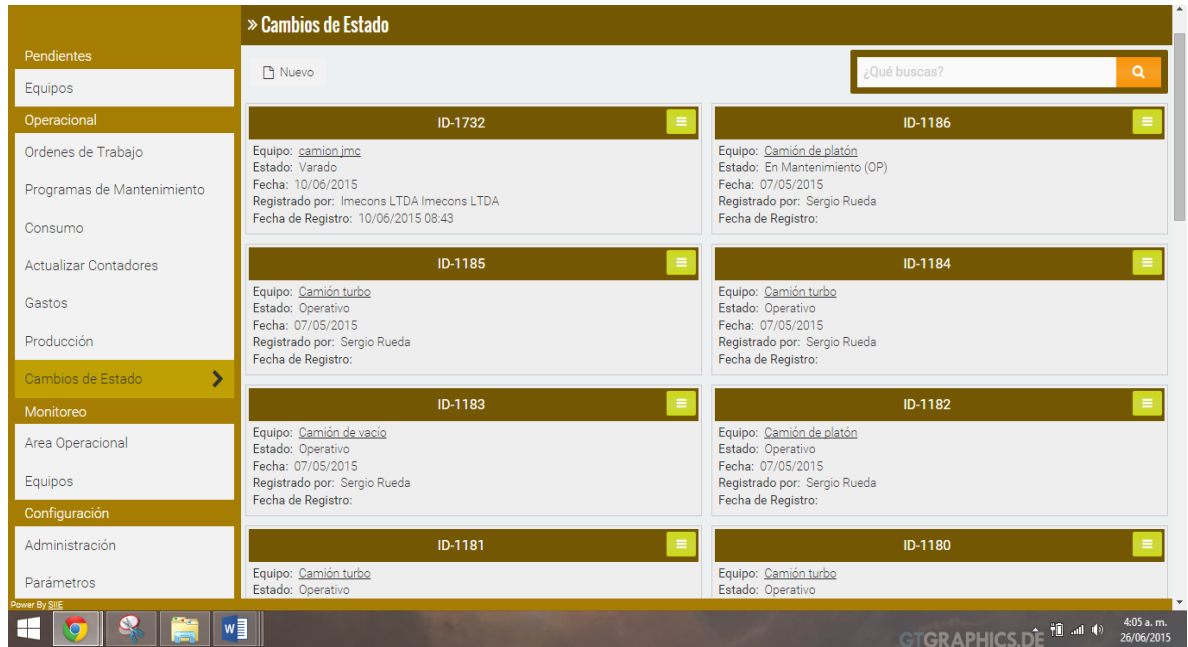 » Cambios de Estado
Pendientes
Equipos
Operacional
Ordenes de Trabajo
Programas de Mantenimiento
Consumo
Actualizar Contadores
Gastos
Producción
Cambios de Estado
Monitoreo
Area Operacional
Equipos
Configuración
Administración
Parámetros
Power By SIIE
Nuevo
¿Qué buscas?
ID-1732
Equipo: camion jmc
Estado: Varado
Fecha: 10/06/2015
Registrado por: Imecons LTDA Imecons LTDA
Fecha de Registro: 10/06/2015 08:43
ID-1186
Equipo: Camión de platón
Estado: En Mantenimiento (OP)
Fecha: 07/05/2015
Registrado por: Sergio Rueda
Fecha de Registro:
ID-1185
Equipo: Camión turbo
Estado: Operativo
Fecha: 07/05/2015
Registrado por: Sergio Rueda
Fecha de Registro:
ID-1184
Equipo: Camión turbo
Estado: Operativo
Fecha: 07/05/2015
Registrado por: Sergio Rueda
Fecha de Registro:
ID-1183
Equipo: Camión de vacío
Estado: Operativo
Fecha: 07/05/2015
Registrado por: Sergio Rueda
Fecha de Registro:
ID-1182
Equipo: Camión de platón
Estado: Operativo
Fecha: 07/05/2015
Registrado por: Sergio Rueda
Fecha de Registro:
ID-1181
Equipo: Camión turbo
Estado: Operativo
ID-1180
Equipo: Camión turbo
Estado: Operativo
GTGRAPHICS.DE
4:05 a. m.
26/06/2015